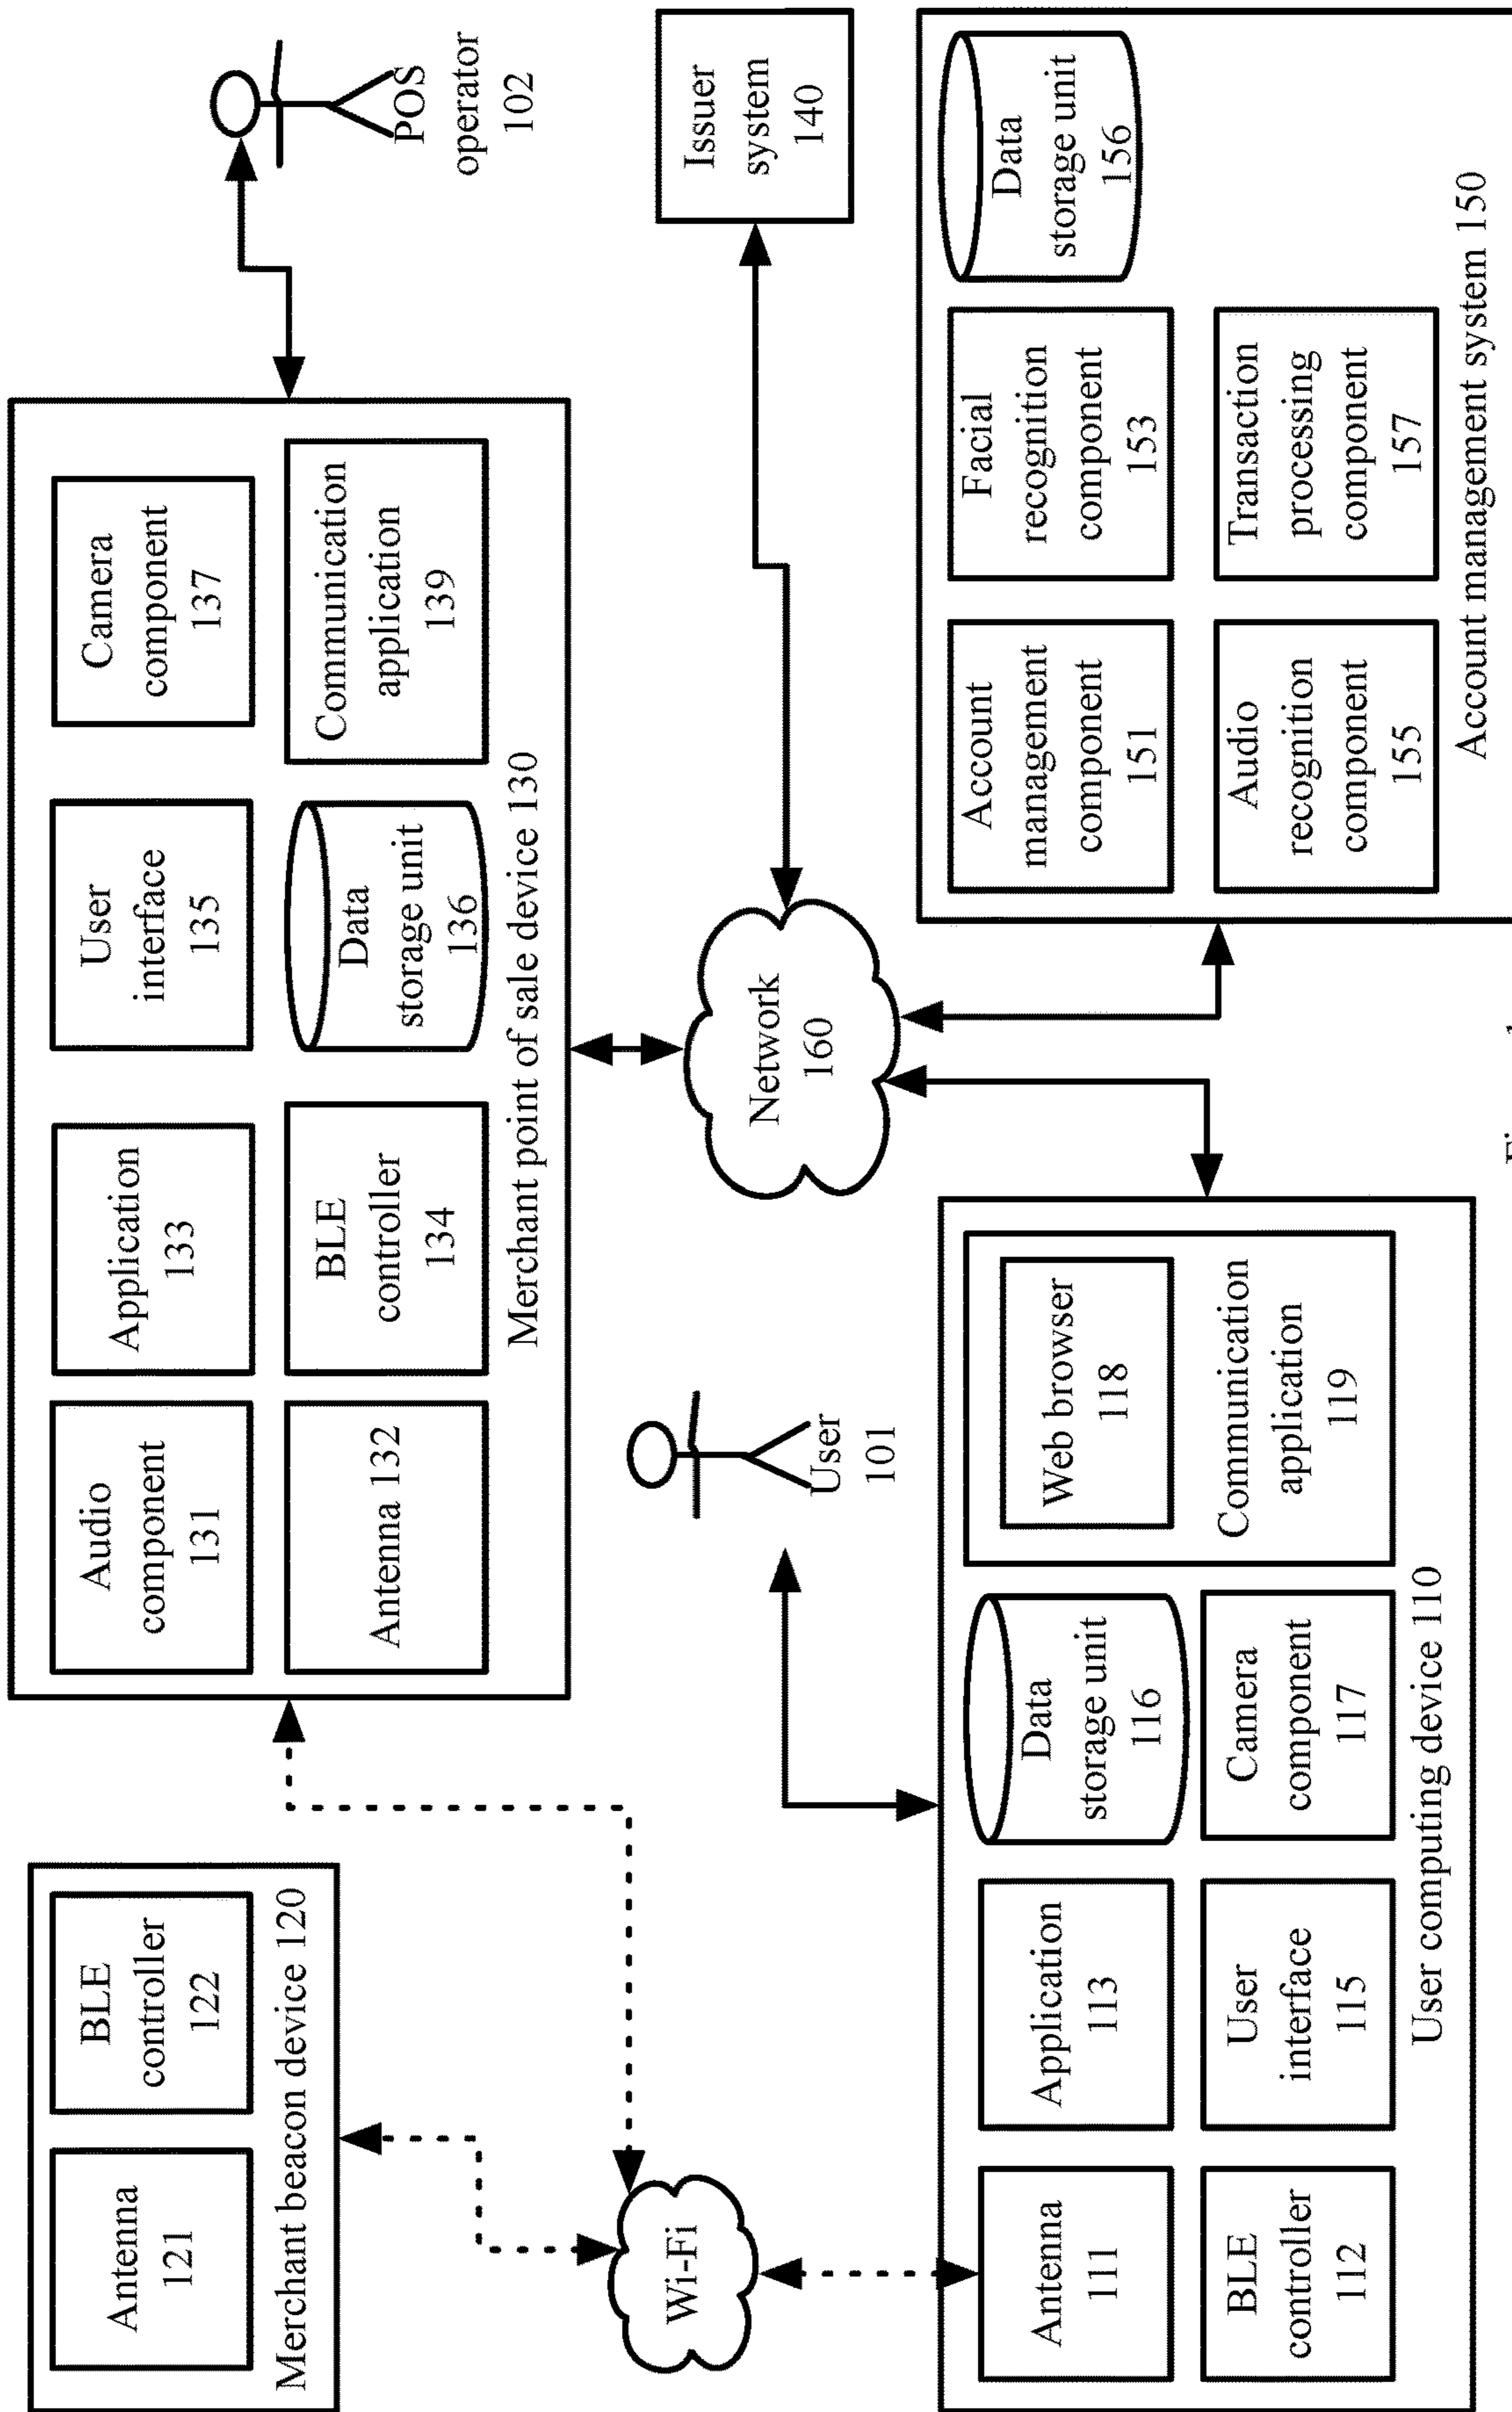 Antenna
121
BLE
controller
122
Merchant beacon device 120
Audio
component
131
Application
133
User
interface
135
Camera
component
137
Antenna 132
BLE
controller
134
Data
storage unit
136
Communication
application
139
Merchant point of sale device 130
POS
operator
102
Wi-Fi
User
101
Network
160
Issuer
system
140
Antenna
111
Application
113
Data
storage unit
116
Web browser
118
BLE
controller
112
User
interface
115
Camera
component
117
Communication
application
119
User computing device 110
Account
management
component
151
Facial
recognition
component
153
Data
storage unit
156
Audio
recognition
component
155
Transaction
processing
component
157
Account management system 150